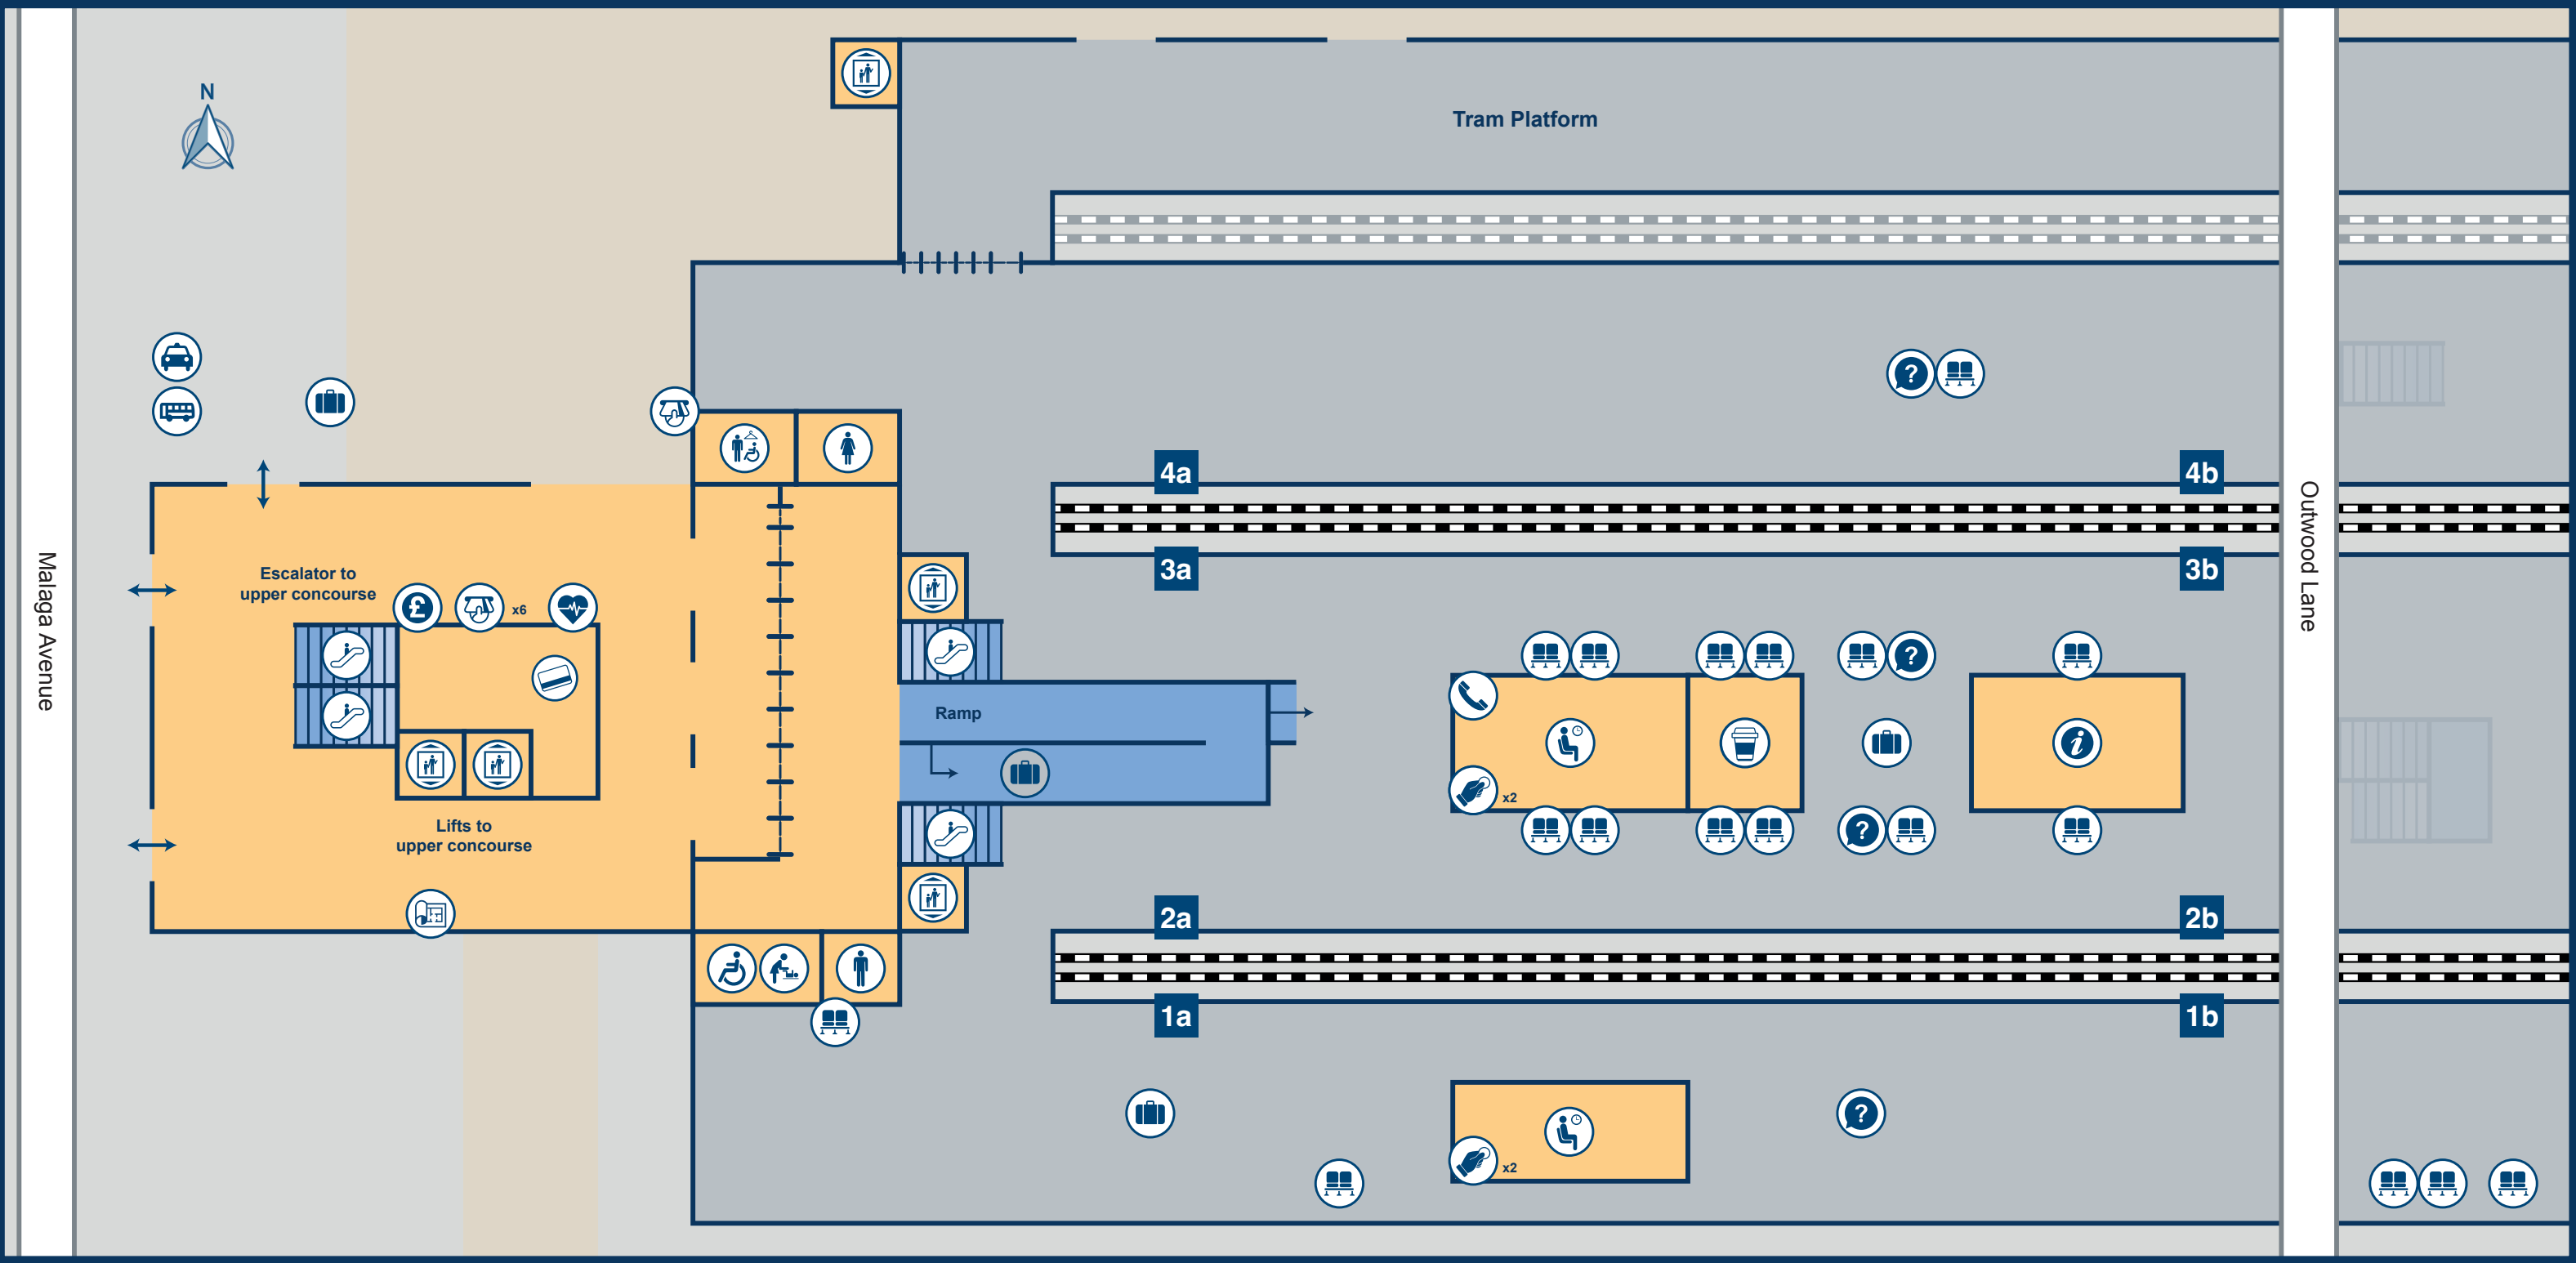 N
Tram Platform
4a
4b
Malaga Avenue
Outwood Lane
3a
3b
Escalator to
upper concourse
£
x6
?
?
Ramp
i
x2
Lifts to
upper concourse
?
2a
2b
1a
1b
?
x2